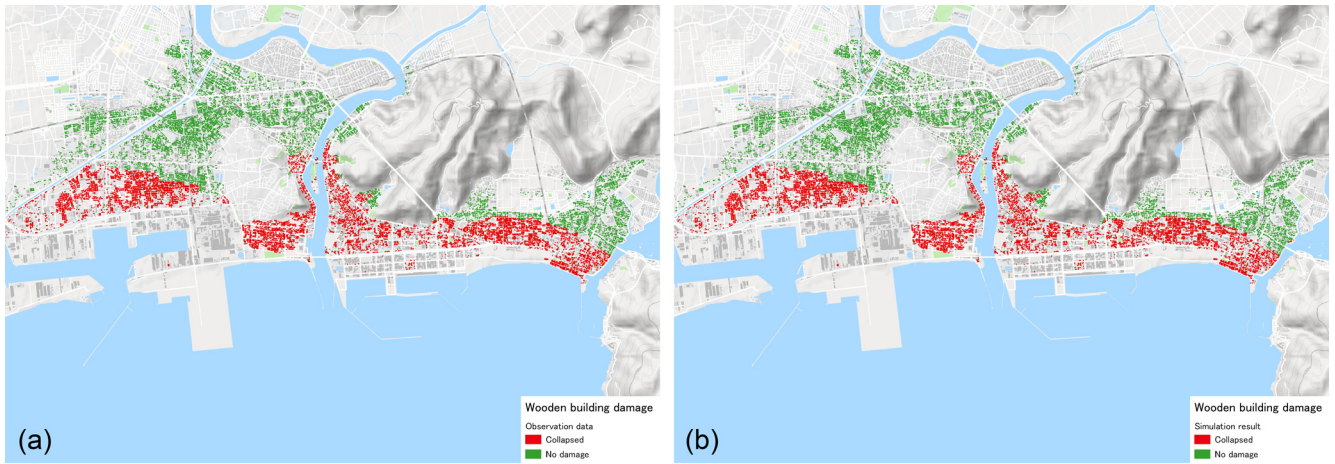 Wooden building damage
Observation data
Collapsed
No damage
(a)
Wooden building damage
Simulation result
Collapsed
No damage
(b)